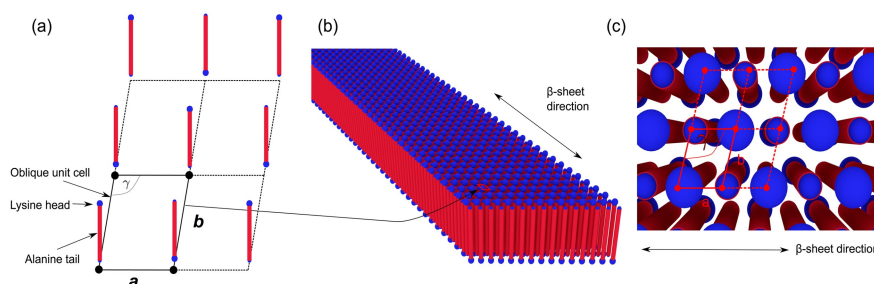 (a)
Oblique unit cell
γ
Lysine head
b
Alanine tail
a
(b)
β-sheet
direction
(c)
a
β-sheet direction